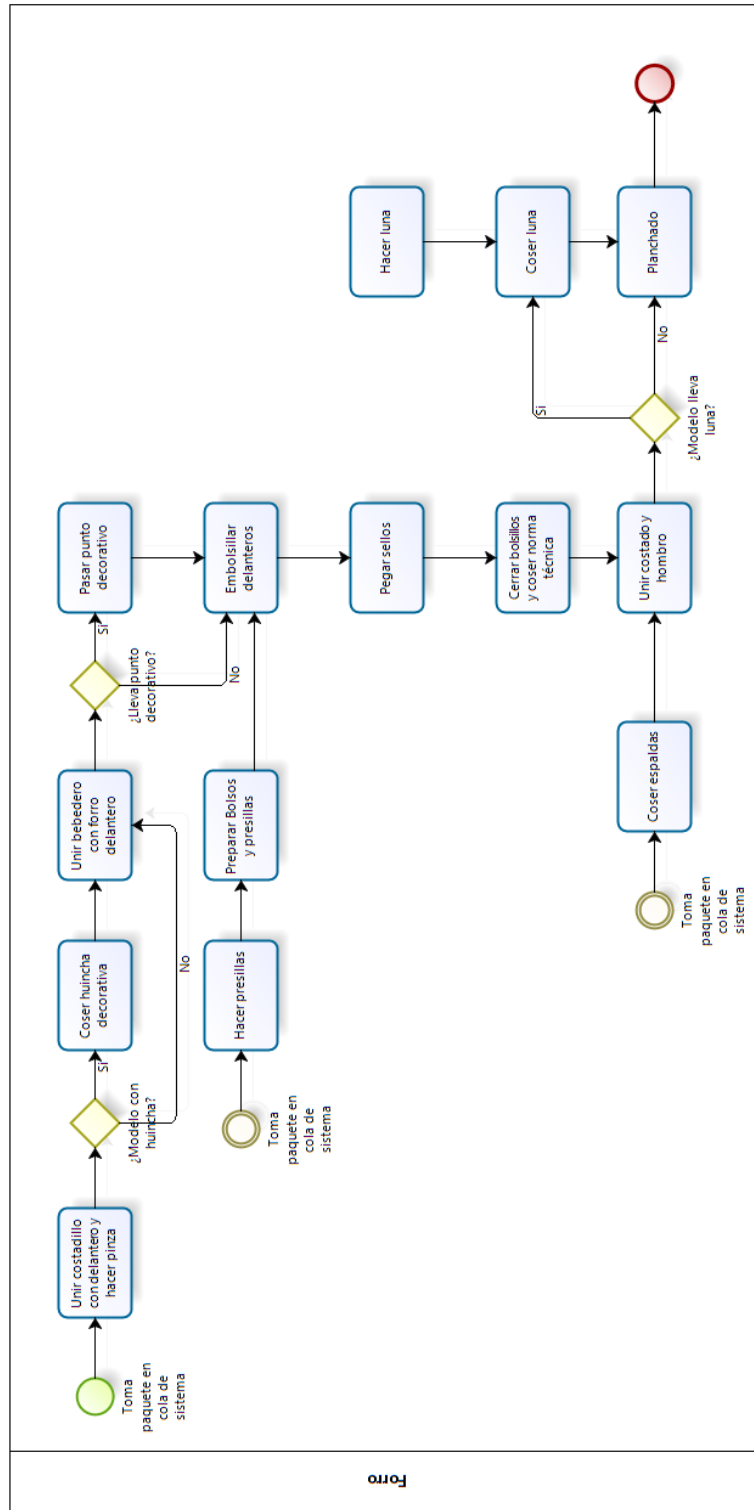 Forro
Toma
paquete en
cola de
sistema
Unir costadillo
con delantero y
hacer pinza
¿Modelo con
huincha?
Si
No
Coser huincha
decorativa
Unir bebedero
con forro
delantero
¿Lleva punto
decorativo?
Si
No
Pasar punto
decorativo
Toma
paquete en
cola de
sistema
Hacer presillas
Preparar Bolsos
y presillas
Embolsillar
delanteros
Pegar sellos
Cerrar bolsillos
y coser norma
técnica
Toma
paquete en
cola de
sistema
Coser espaldas
Unir costado y
hombro
¿Modelo lleva
luna?
Si
No
Hacer luna
Coser luna
Planchado